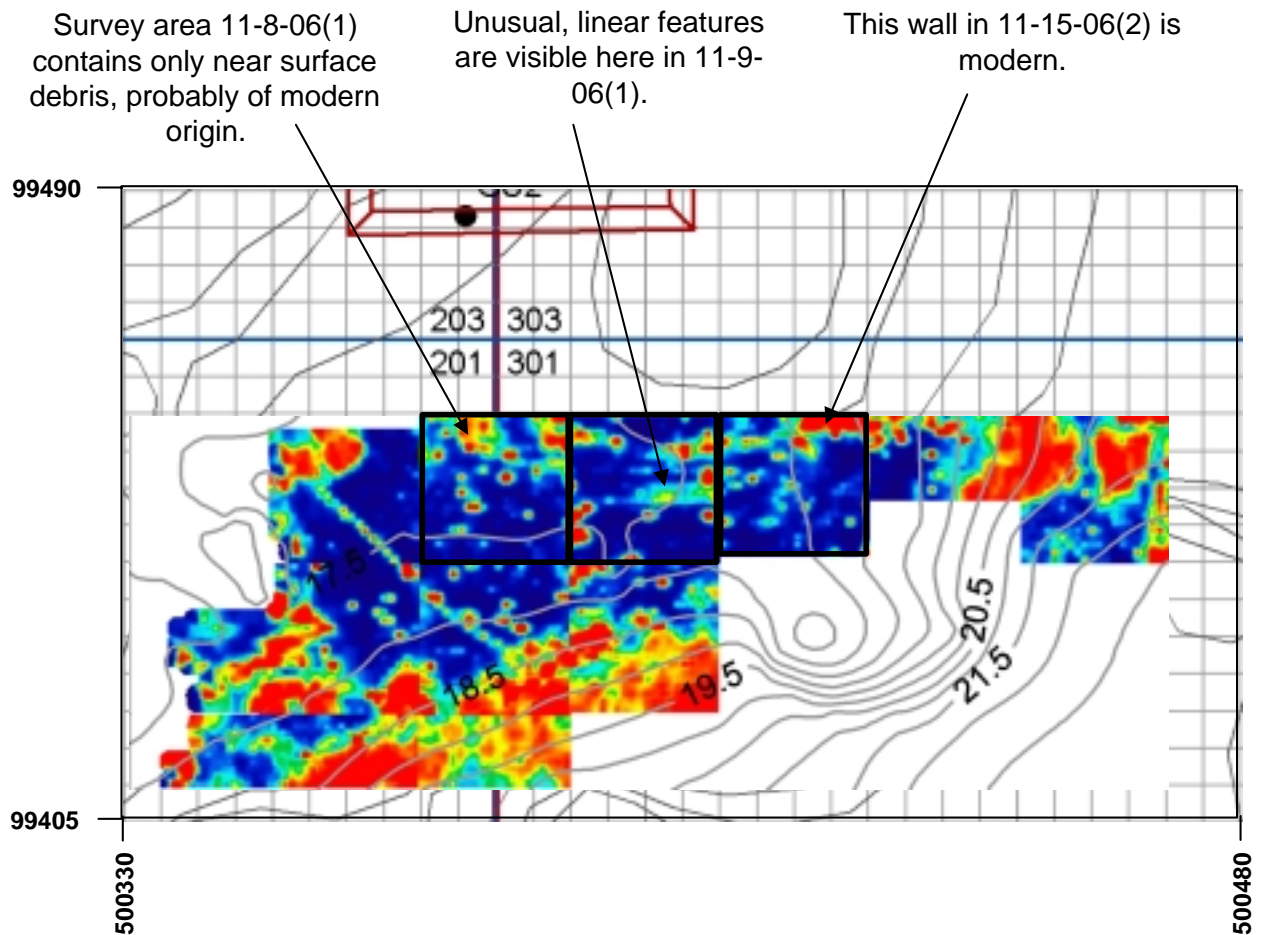 Survey area 11-8-06(1)
contains only near surface
debris, probably of modern
origin.
Unusual, linear features
are visible here in 11-9-
06(1).
This wall in 11-15-06(2) is
modern.
99490
203 303
201 301
17.5
18.5
19.5
20.5
21.5
99405
500330
500480